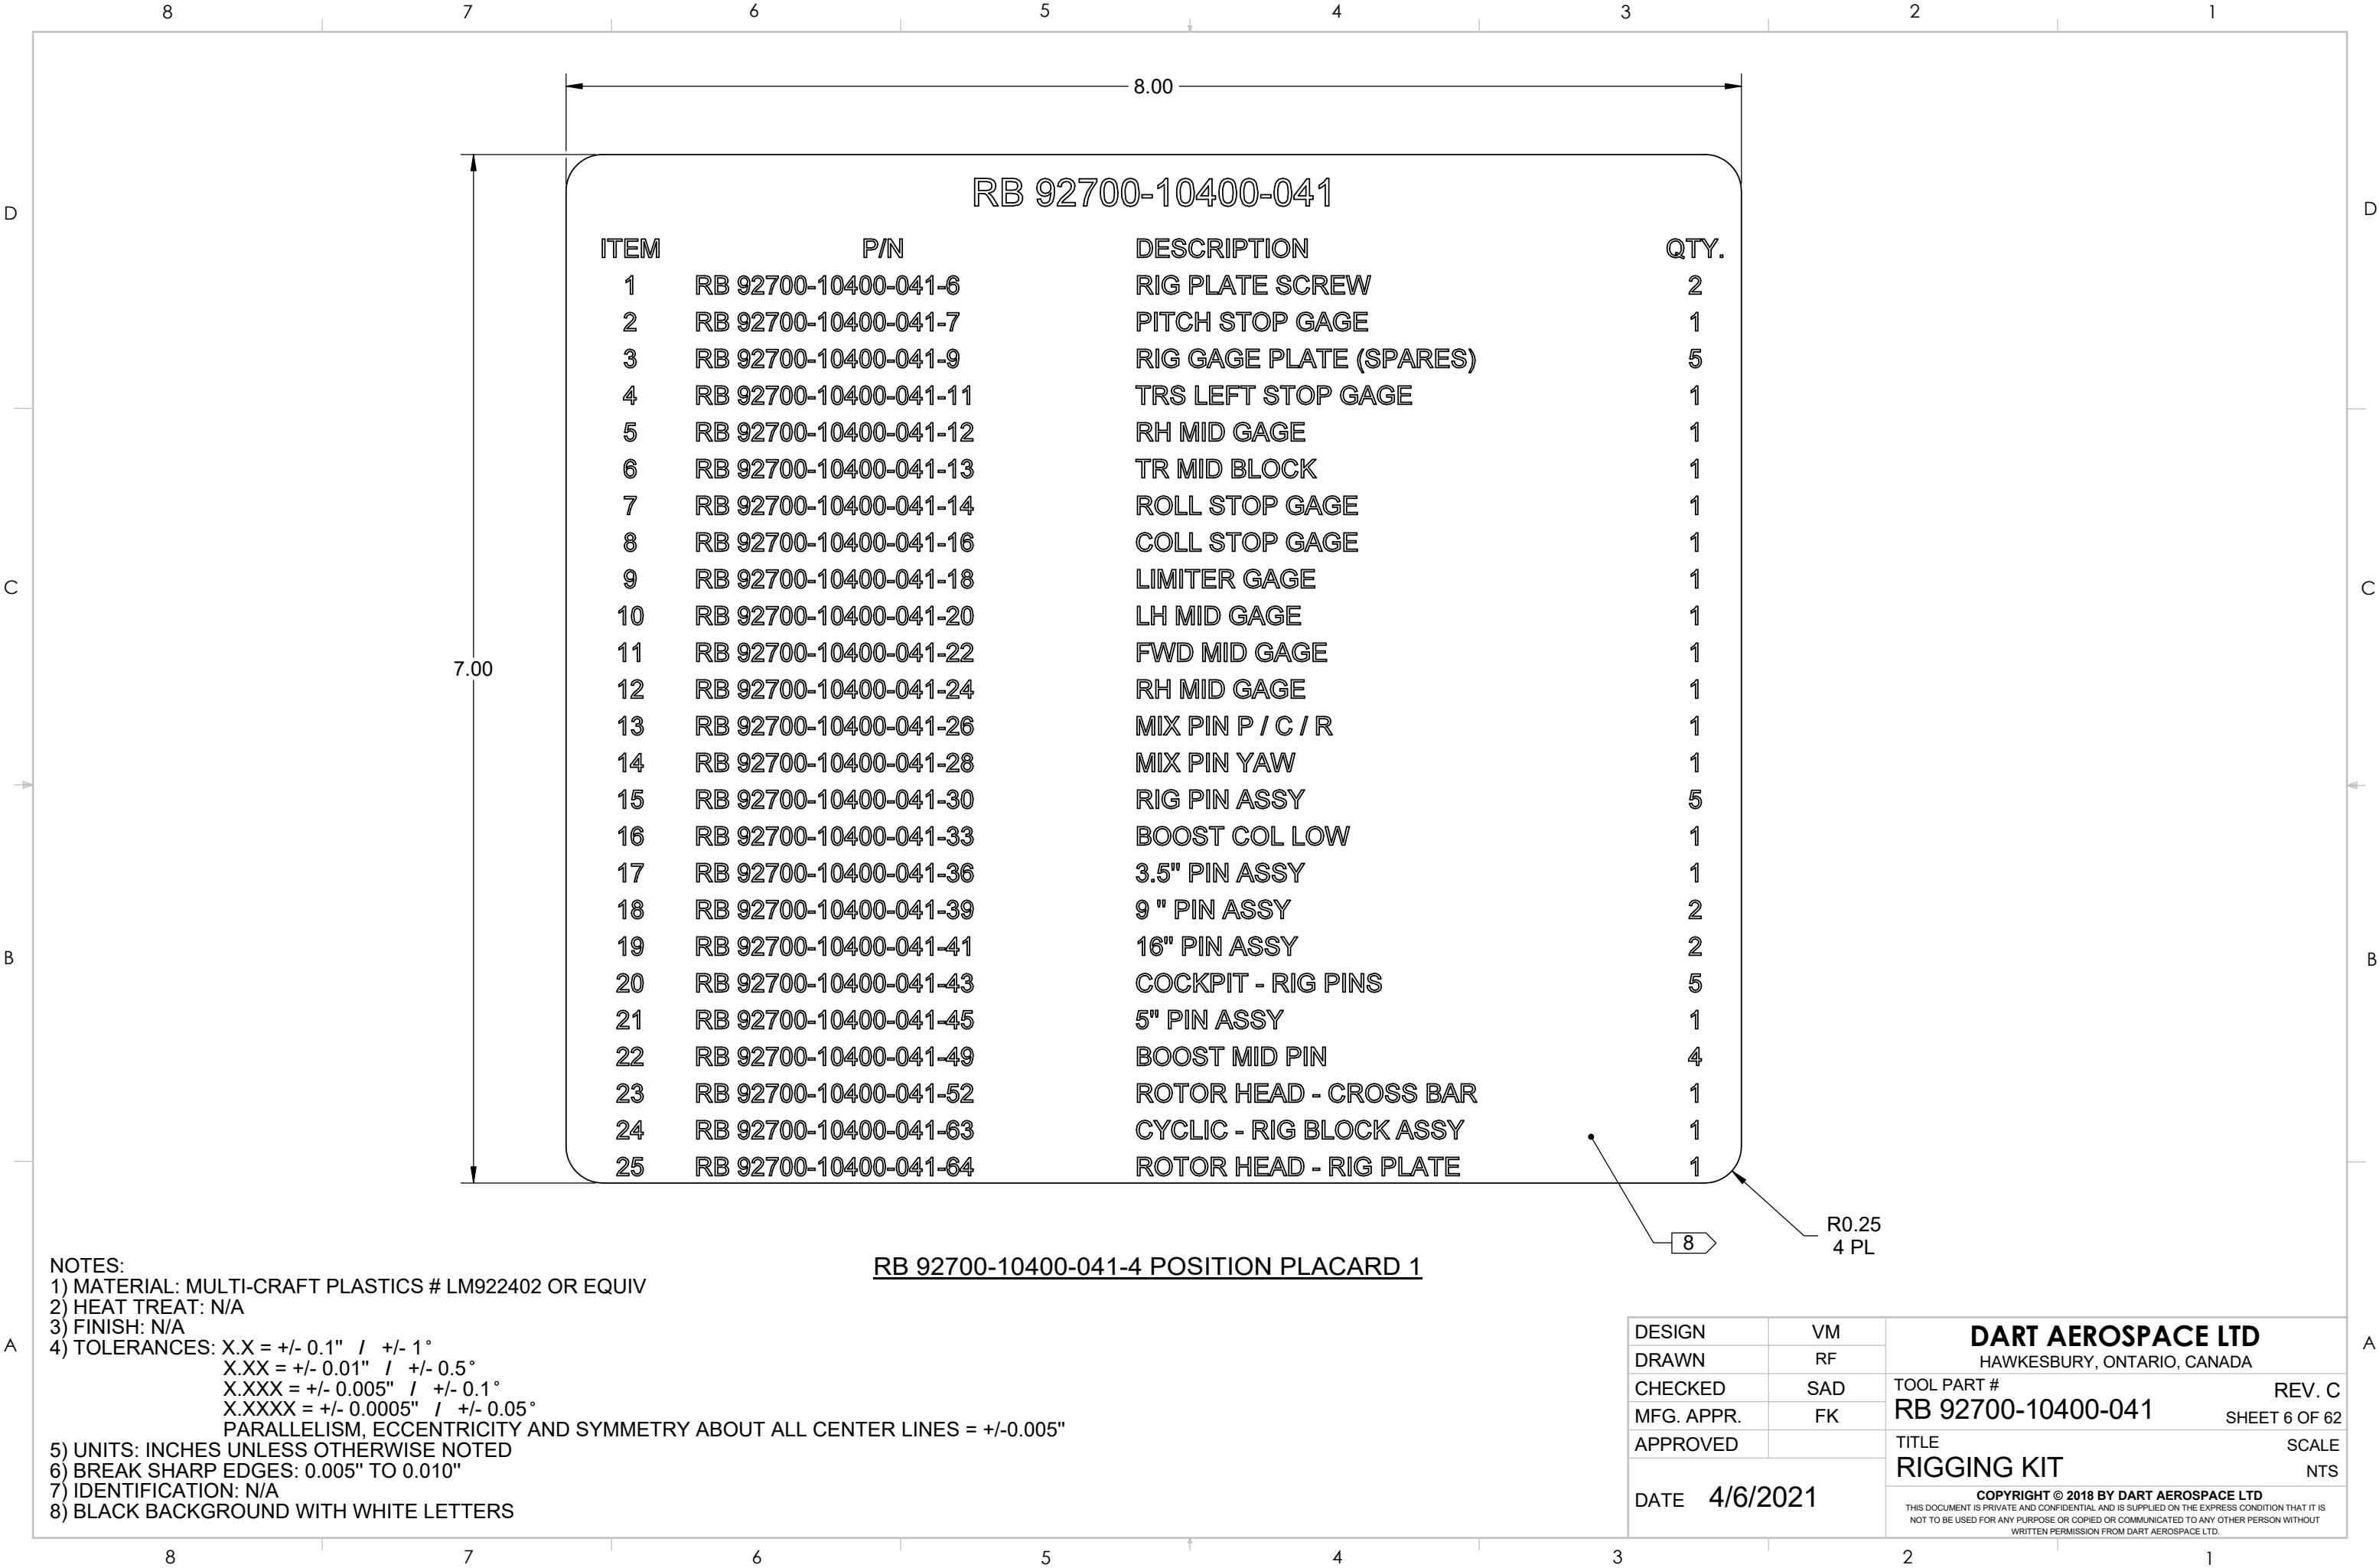 8 7 6 5 4 3 2 1
8.00
D D
RB 92700-10400-041
ITEM P/N DESCRIPTION QTY.
1 RB 92700-10400-041-6 RIG PLATE SCREW 2
2 RB 92700-10400-041-7 PITCH STOP GAGE 1
3 RB 92700-10400-041-9 RIG GAGE PLATE (SPARES) 5
4 RB 92700-10400-041-11 TRS LEFT STOP GAGE 1
5 RB 92700-10400-041-12 RH MID GAGE 1
6 RB 92700-10400-041-13 TR MID BLOCK 1
7 RB 92700-10400-041-14 ROLL STOP GAGE 1
8 RB 92700-10400-041-16 COLL STOP GAGE 1
C C
9 RB 92700-10400-041-18 LIMITER GAGE 1
10 RB 92700-10400-041-20 LH MID GAGE 1
11 RB 92700-10400-041-22 FWD MID GAGE 1
7.00
12 RB 92700-10400-041-24 RH MID GAGE 1
13 RB 92700-10400-041-26 MIX PIN P / C / R 1
14 RB 92700-10400-041-28 MIX PIN YAW 1
15 RB 92700-10400-041-30 RIG PIN ASSY 5
16 RB 92700-10400-041-33 BOOST COL LOW 1
17 RB 92700-10400-041-36 3.5" PIN ASSY 1
18 RB 92700-10400-041-39 9 " PIN ASSY 2
19 RB 92700-10400-041-41 16" PIN ASSY 2
B B
20 RB 92700-10400-041-43 COCKPIT - RIG PINS 5
21 RB 92700-10400-041-45 5" PIN ASSY 1
22 RB 92700-10400-041-49 BOOST MID PIN 4
23 RB 92700-10400-041-52 ROTOR HEAD - CROSS BAR 1
24 RB 92700-10400-041-63 CYCLIC - RIG BLOCK ASSY 1
25 RB 92700-10400-041-64 ROTOR HEAD - RIG PLATE 1
8
R0.25
4 PL
RB 92700-10400-041-4 POSITION PLACARD 1
NOTES:
1) MATERIAL: MULTI-CRAFT PLASTICS # LM922402 OR EQUIV
2) HEAT TREAT: N/A
3) FINISH: N/A
4) TOLERANCES: X.X = +/- 0.1" / +/- 1°
X.XX = +/- 0.01" / +/- 0.5°
X.XXX = +/- 0.005" / +/- 0.1°
X.XXXX = +/- 0.0005" / +/- 0.05°
PARALLELISM, ECCENTRICITY AND SYMMETRY ABOUT ALL CENTER LINES = +/-0.005"
5) UNITS: INCHES UNLESS OTHERWISE NOTED
6) BREAK SHARP EDGES: 0.005" TO 0.010"
7) IDENTIFICATION: N/A
8) BLACK BACKGROUND WITH WHITE LETTERS
A A
DESIGN VM
DRAWN RF
CHECKED SAD
MFG. APPR. FK
APPROVED
DATE 4/6/2021
DART AEROSPACE LTD
HAWKESBURY, ONTARIO, CANADA
TOOL PART # REV. C
RB 92700-10400-041 SHEET 6 OF 62
TITLE SCALE
RIGGING KIT NTS
COPYRIGHT © 2018 BY DART AEROSPACE LTD
THIS DOCUMENT IS PRIVATE AND CONFIDENTIAL AND IS SUPPLIED ON THE EXPRESS CONDITION THAT IT IS
NOT TO BE USED FOR ANY PURPOSE OR COPIED OR COMMUNICATED TO ANY OTHER PERSON WITHOUT
WRITTEN PERMISSION FROM DART AEROSPACE LTD.
8 7 6 5 4 3 2 1